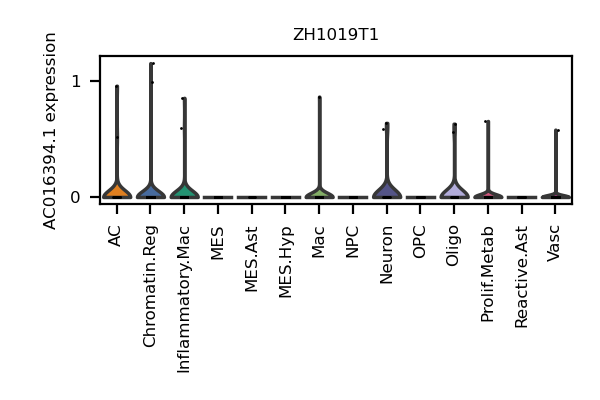 ZH1019T1
AC016394.1 expression
1
0
AC
Chromatin.Reg
Inflammatory.Mac
MES
MES.Ast
MES.Hyp
Mac
NPC
Neuron
OPC
Oligo
Prolif.Metab
Reactive.Ast
Vasc